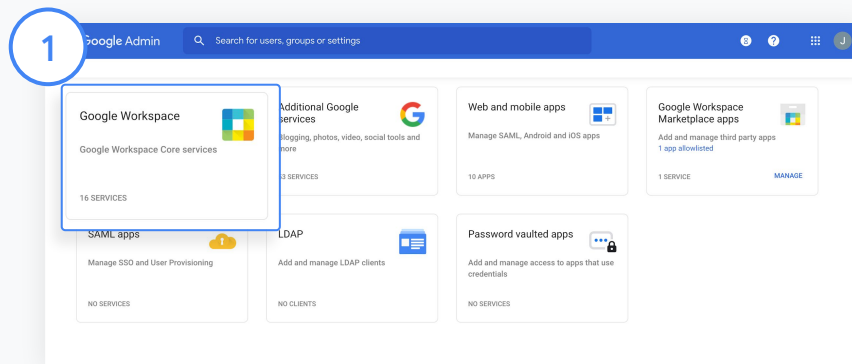 1
Google Admin
Search for users, groups or settings
?
J
Google Workspace
Google Workspace Core services
16 SERVICES
Additional Google
services
Blogging, photos, video, social tools and
more
53 SERVICES
Web and mobile apps
Manage SAML, Android and iOS apps
10 APPS
Google Workspace
Marketplace apps
Add and manage third party apps
1 app allowlisted
1 SERVICE
MANAGE
SAML apps
Manage SSO and User Provisioning
NO SERVICES
LDAP
Add and manage LDAP clients
NO CLIENTS
Password vaulted apps
Add and manage access to apps that use
credentials
NO SERVICES